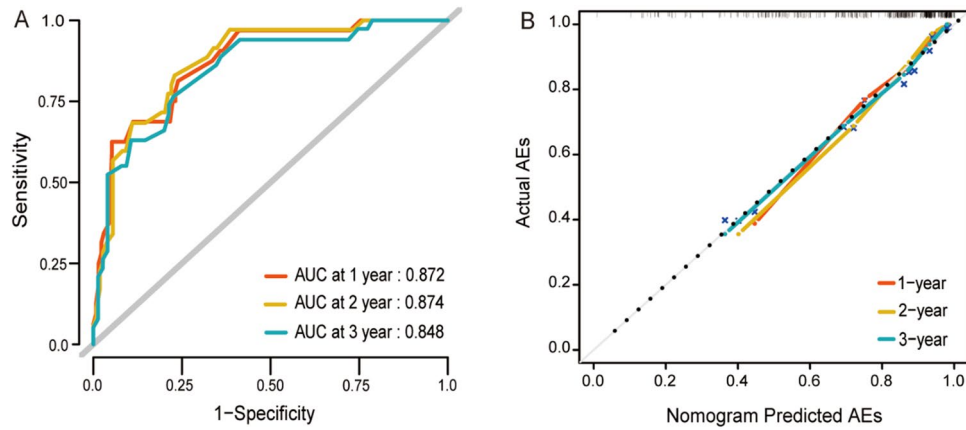 A
1.0
0.75
0.50
0.25
0.0
Sensitivity
0.0
0.25
0.50
0.75
1.0
1−Specificity
AUC at 1 year : 0.872
AUC at 2 year : 0.874
AUC at 3 year : 0.848
B
1.0
0.8
0.6
0.4
0.2
0.0
Actual AEs
0.0
0.2
0.4
0.6
0.8
1.0
Nomogram Predicted AEs
1−year
2−year
3−year